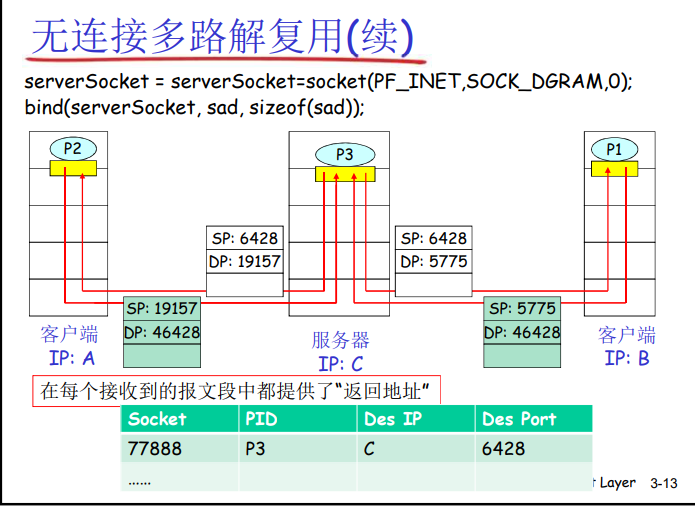 无连接多路解复用(续)
serverSocket = serverSocket=socket(PF_INET,SOCK_DGRAM,0);
bind(serverSocket, sad, sizeof(sad));
P2
P3
P1
SP: 6428
DP: 19157
SP: 6428
DP: 5775
SP: 19157
DP: 46428
SP: 5775
DP: 46428
客户端
IP: A
服务器
IP: C
客户端
IP: B
在每个接收到的报文段中都提供了“返回地址”
Socket PID Des IP Des Port
77888 P3 C 6428
......
t Layer 3-13